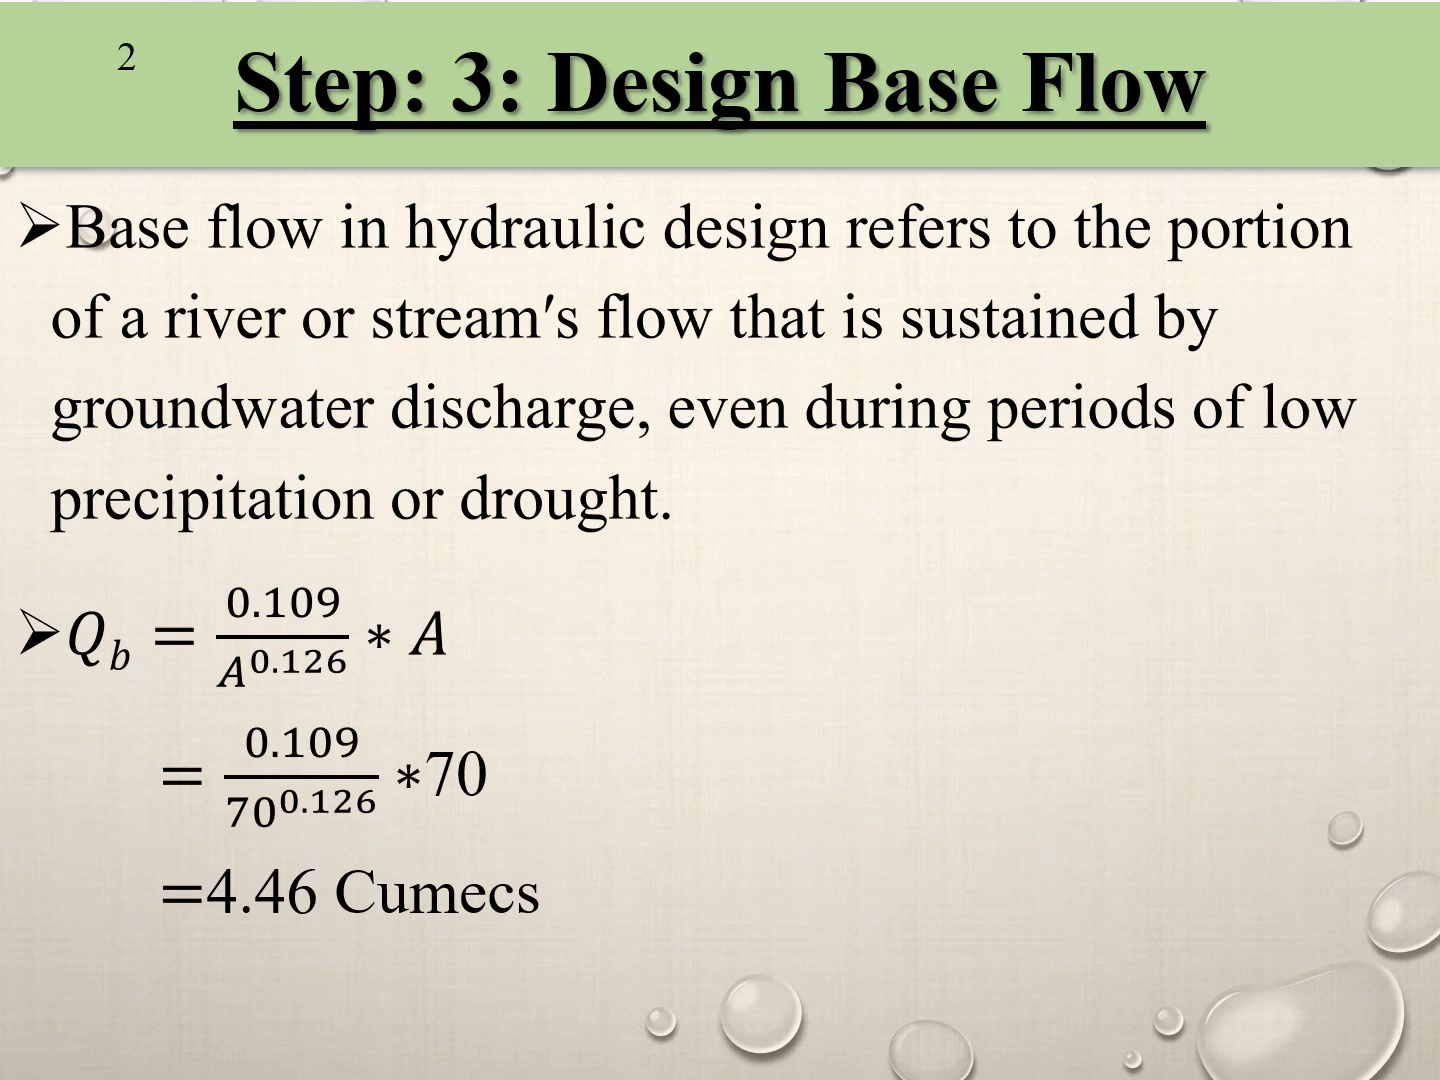 2
Step: 3: Design Base Flow
➢Base flow in hydraulic design refers to the portion
of a river or stream′s flow that is sustained by
groundwater discharge, even during periods of low
precipitation or drought.
➢Q_b = 0.109/A^0.126 ∗ A
= 0.109/70^0.126 ∗70
=4.46 Cumecs